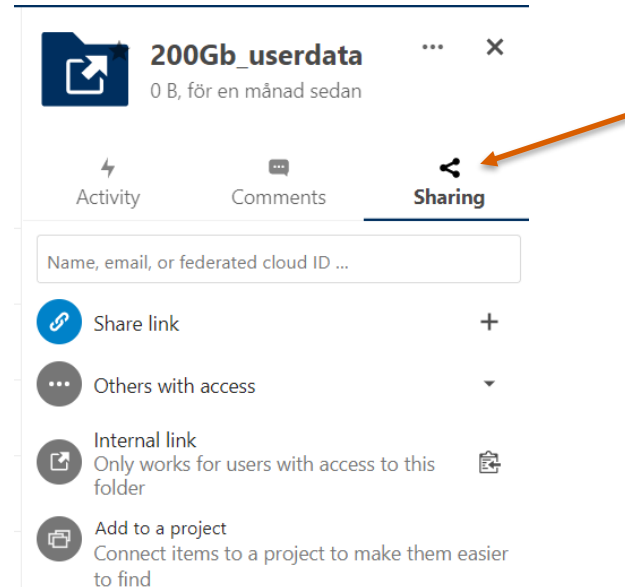 200Gb_userdata
0 B, för en månad sedan
Activity
Comments
Sharing
Name, email, or federated cloud ID ...
Share link
Others with access
Internal link
Only works for users with access to this
folder
Add to a project
Connect items to a project to make them easier
to find